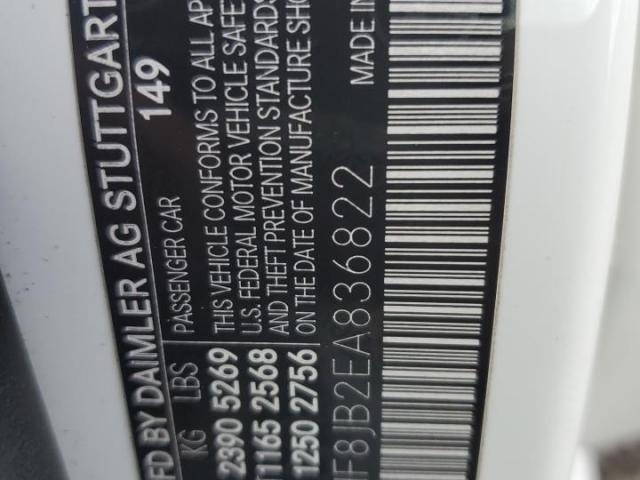 MFD BY DAIMLER AG STUTTGART
149
KG LBS PASSENGER CAR
2390 5269 THIS VEHICLE CONFORMS TO ALL AP
1165 2568 U.S. FEDERAL MOTOR VEHICLE SAFE
AND THEFT PREVENTION STANDARDS
1250 2756 ON THE DATE OF MANUFACTURE SHO
F8JB2EA836822 MADE IN